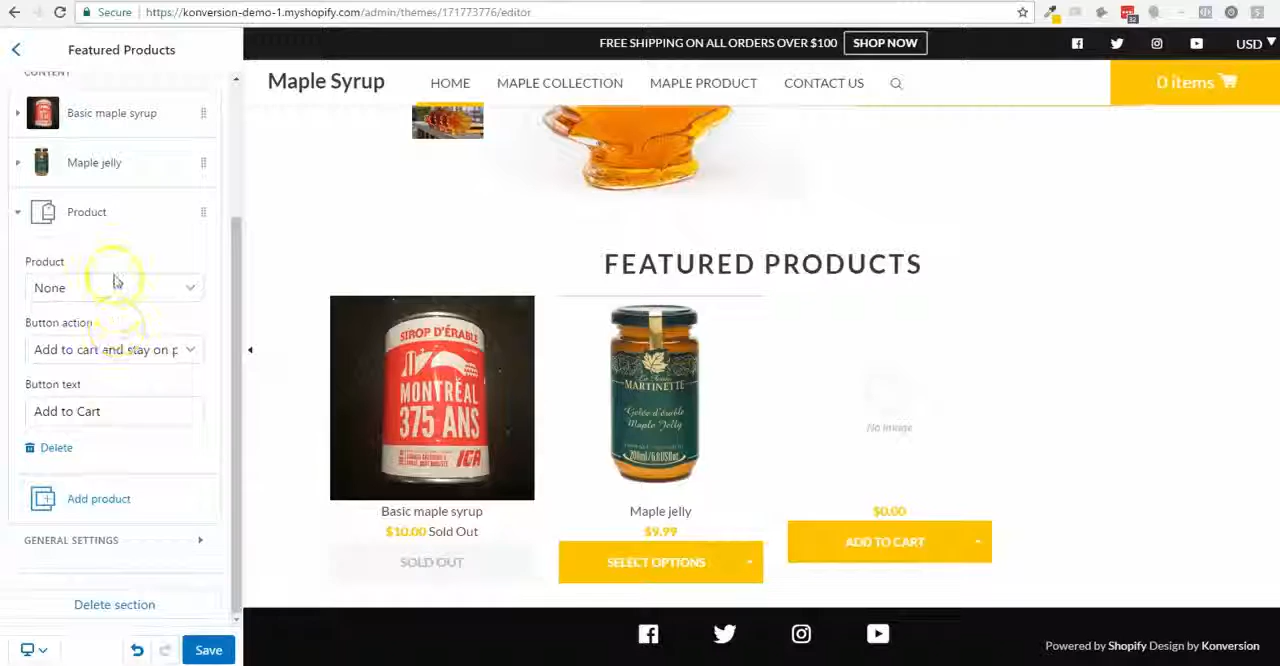 Secure https://konversion-demo-1.myshopify.com/admin/themes/171773776/editor
Featured Products
CONTENT
Basic maple syrup
Maple jelly
Product
Product
None
Button action
Add to cart and stay on p
Button text
Add to Cart
Delete
Add product
GENERAL SETTINGS
Delete section
Save
FREE SHIPPING ON ALL ORDERS OVER $100 SHOP NOW
USD
Maple Syrup HOME MAPLE COLLECTION MAPLE PRODUCT CONTACT US
0 items
FEATURED PRODUCTS
SIROP D'ÉRABLE
MONTRÉAL
375 ANS
IGA
MARTINETTE
Gelée d'érable
Maple Jelly
No Image
Basic maple syrup
$10.00 Sold Out
SOLD OUT
Maple jelly
$9.99
SELECT OPTIONS
$0.00
ADD TO CART
Powered by Shopify Design by Konversion